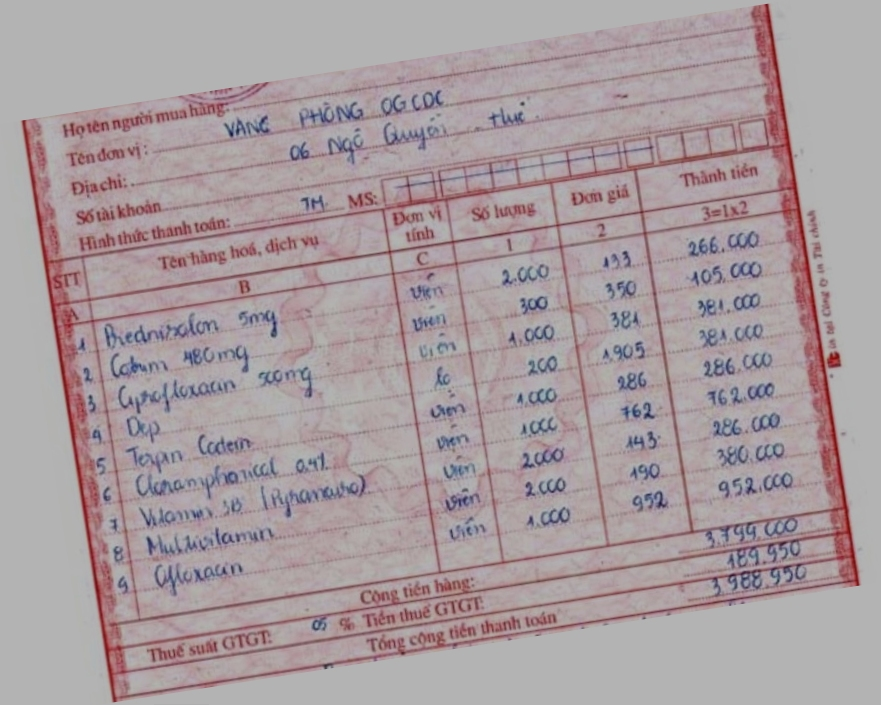 Họ tên người mua hàng:
Tên đơn vị: VĂNG PHÒNG OGCDC
Địa chỉ: 06 Ngô Quyền Huế
Số tài khoản
Hình thức thanh toán: TM MS:
STT Tên hàng hoá, dịch vụ Đơn vị tính Số lượng Đơn giá Thành tiền
A B C 1 2 3=1x2
1 Prednisolon 5mg viên 2.000 133 266.000
2 480mg viên 300 350 105.000
3 Ciprofloxacin 500mg viên 1.000 381 381.000
4 Dep lo 200 1.905 381.000
5 Terpin Codein viên 1.000 286 286.000
6 0.4% viên 1000 762 762.000
7 Vitamin 3B viên 2.000 143 286.000
8 Multivitamin viên 2.000 190 380.000
9 Ofloxacin viên 1.000 952 952.000
Cộng tiền hàng: 3.799.000
Thuế suất GTGT: 05 % Tiền thuế GTGT: 189.950
Tổng cộng tiền thanh toán 3.988.950
in tại Công ty in Tài chính